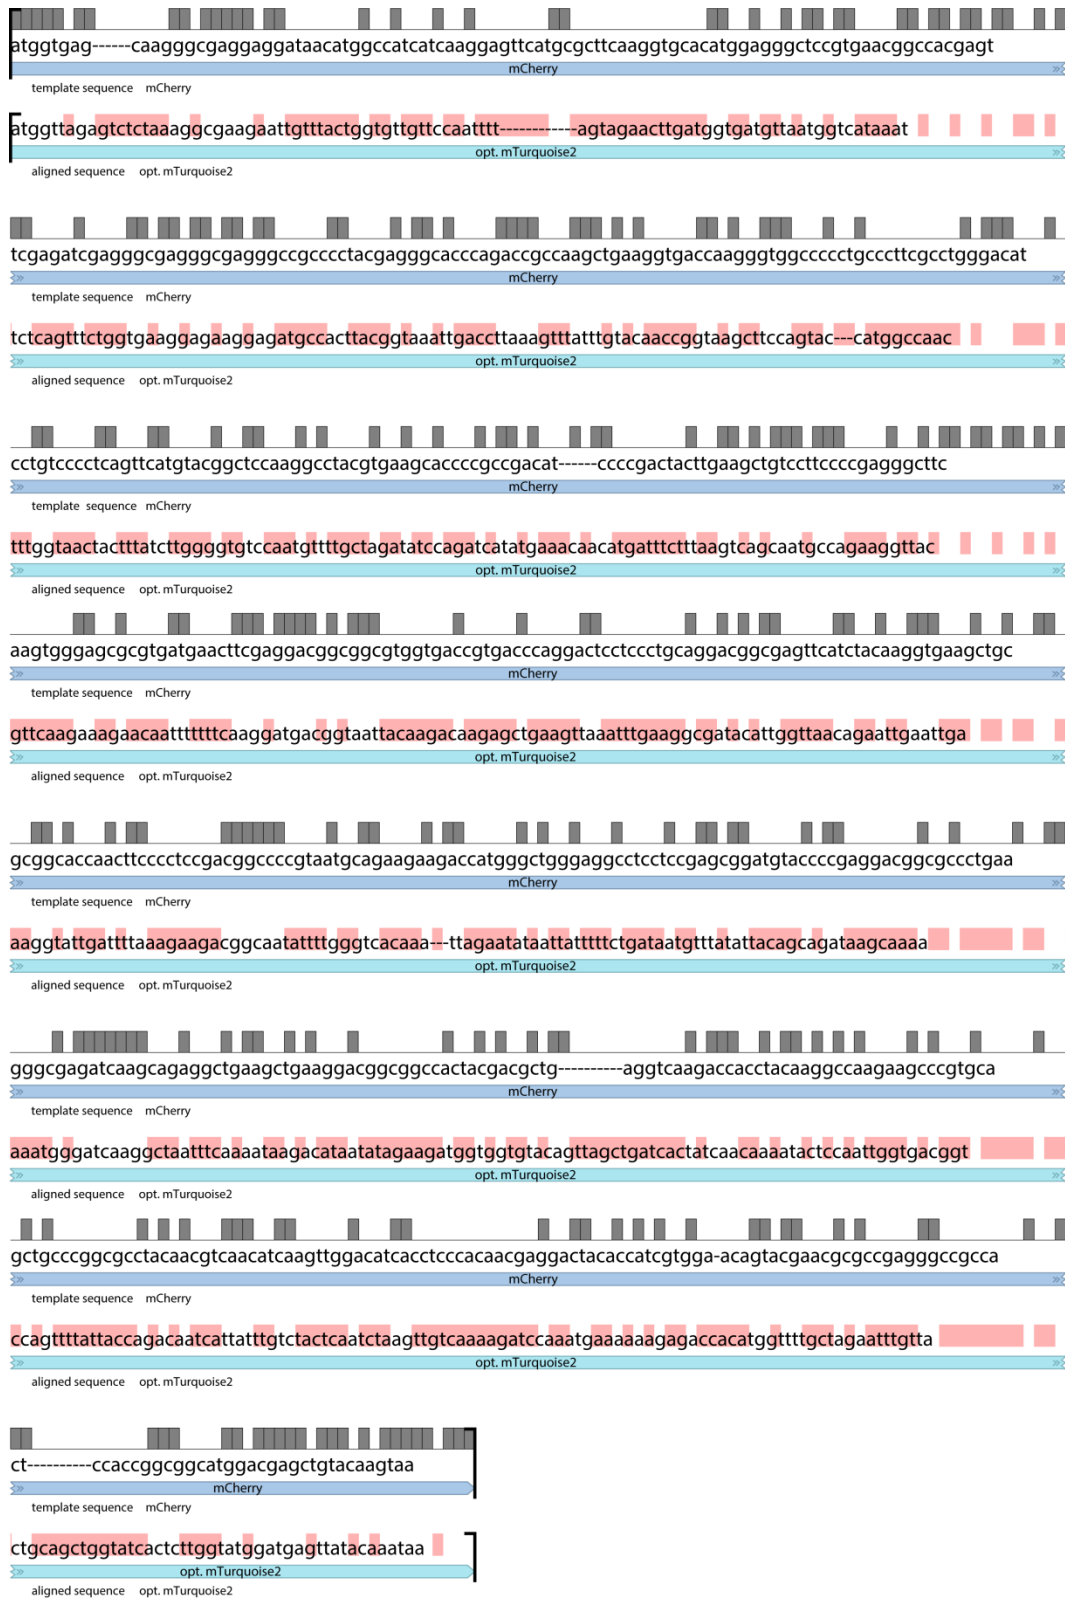 atggtgag------caagggcgaggaggataacatggccatcatcaaggagttcatgcgcttcaaggtgcacatggagggctccgtgaacggccacgagt
mCherry
template sequence mCherry
atggttagagtctctaaaggcgaagaattgtttactggtgttgttccaatttt------------agtagaacttgatggtgatgttaatggtcataaat
opt. mTurquoise2
aligned sequence opt. mTurquoise2
tcgagatcgagggcgagggcgagggccgcccctacgagggcacccagaccgccaagctgaaggtgaccaagggtggccccctgcccttcgcctgggacat
mCherry
template sequence mCherry
tctcagtttctggtgaaggagaaggagatgccacttacggtaaattgaccttaaagtttatttgtacaaccggtaagcttccagtac---catggccaac
opt. mTurquoise2
aligned sequence opt. mTurquoise2
cctgtcccctcagttcatgtacggctccaaggcctacgtgaagcaccccgccgacat------ccccgactacttgaagctgtccttccccgagggcttc
mCherry
template sequence mCherry
tttggtaactactttatcttggggtgtccaatgttttgctagatatccagatcatatgaaacaacatgatttctttaagtcagcaatgccagaaggttac
opt. mTurquoise2
aligned sequence opt. mTurquoise2
aagtgggagcgcgtgatgaacttcgaggacggcggcgtggtgaccgtgacccaggactcctccctgcaggacggcgagttcatctacaaggtgaagctgc
mCherry
template sequence mCherry
gttcaagaaagaacaatttttttcaaggatgacggtaattacaagacaagagctgaagttaaatttgaaggcgatacattggttaacagaattgaattga
opt. mTurquoise2
aligned sequence opt. mTurquoise2
gcggcaccaacttcccctccgacggccccgtaatgcagaagaagaccatgggctgggaggcctcctccgagcggatgtaccccgaggacggcgccctgaa
mCherry
template sequence mCherry
aaggtattgattttaaagaagacggcaatattttgggtcacaaa---ttagaatataattatttttctgataatgtttatattacagcagataagcaaaa
opt. mTurquoise2
aligned sequence opt. mTurquoise2
gggcgagatcaagcagaggctgaagctgaaggacggcggccactacgacgctg----------aggtcaagaccacctacaaggccaagaagcccgtgca
mCherry
template sequence mCherry
aaatgggatcaaggctaatttcaaaataagacataatatagaagatggtggtgtacagttagctgatcactatcaacaaaatactccaattggtgacggt
opt. mTurquoise2
aligned sequence opt. mTurquoise2
gctgcccggcgcctacaacgtcaacatcaagttggacatcacctcccacaacgaggactacaccatcgtgga-acagtacgaacgcgccgagggccgcca
mCherry
template sequence mCherry
ccagttttattaccagacaatcattatttgtctactcaatctaagttgtcaaaagatccaaatgaaaaaagagaccacatggttttgctagaatttgtta
opt. mTurquoise2
aligned sequence opt. mTurquoise2
ct----------ccaccggcggcatggacgagctgtacaagtaa
mCherry
template sequence mCherry
ctgcagctggtatcactcttggtatggatgagttatacaaataa
opt. mTurquoise2
aligned sequence opt. mTurquoise2